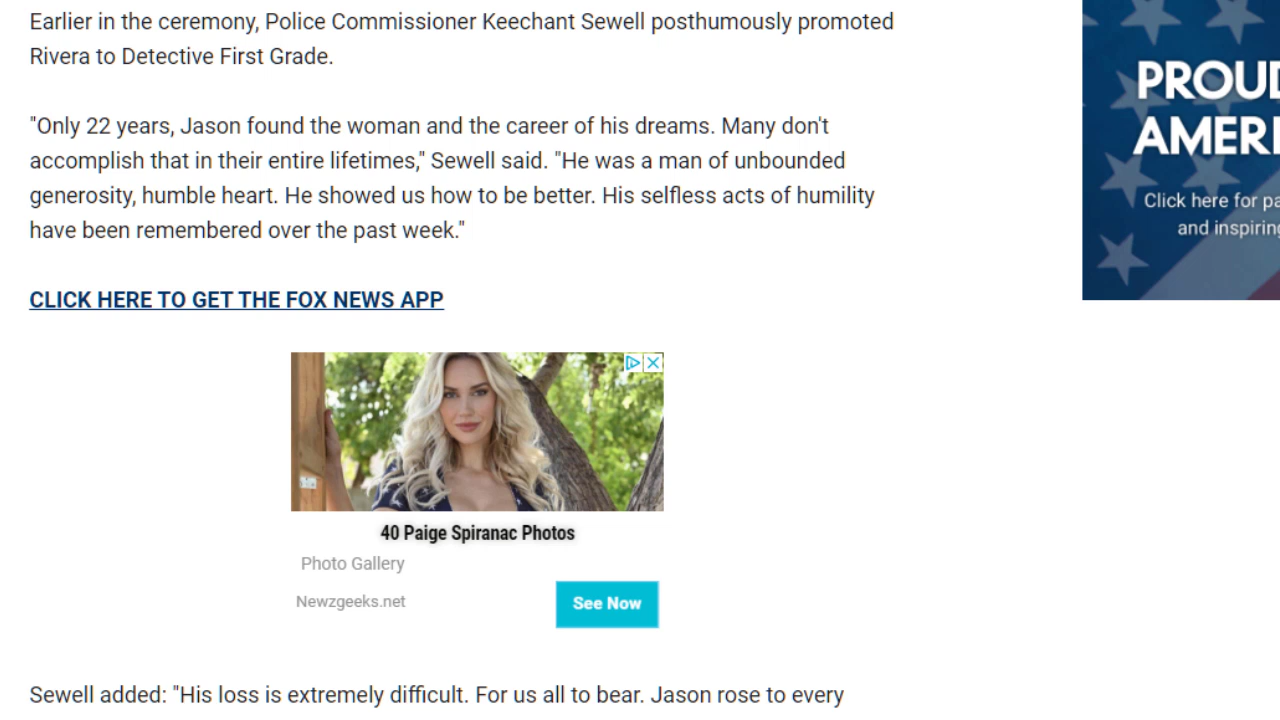 Earlier in the ceremony, Police Commissioner Keechant Sewell posthumously promoted
Rivera to Detective First Grade.
"Only 22 years, Jason found the woman and the career of his dreams. Many don't
accomplish that in their entire lifetimes," Sewell said. "He was a man of unbounded
generosity, humble heart. He showed us how to be better. His selfless acts of humility
have been remembered over the past week."
CLICK HERE TO GET THE FOX NEWS APP
40 Paige Spiranac Photos
Photo Gallery
Newzgeeks.net
See Now
Sewell added: "His loss is extremely difficult. For us all to bear. Jason rose to every
Click here for
and